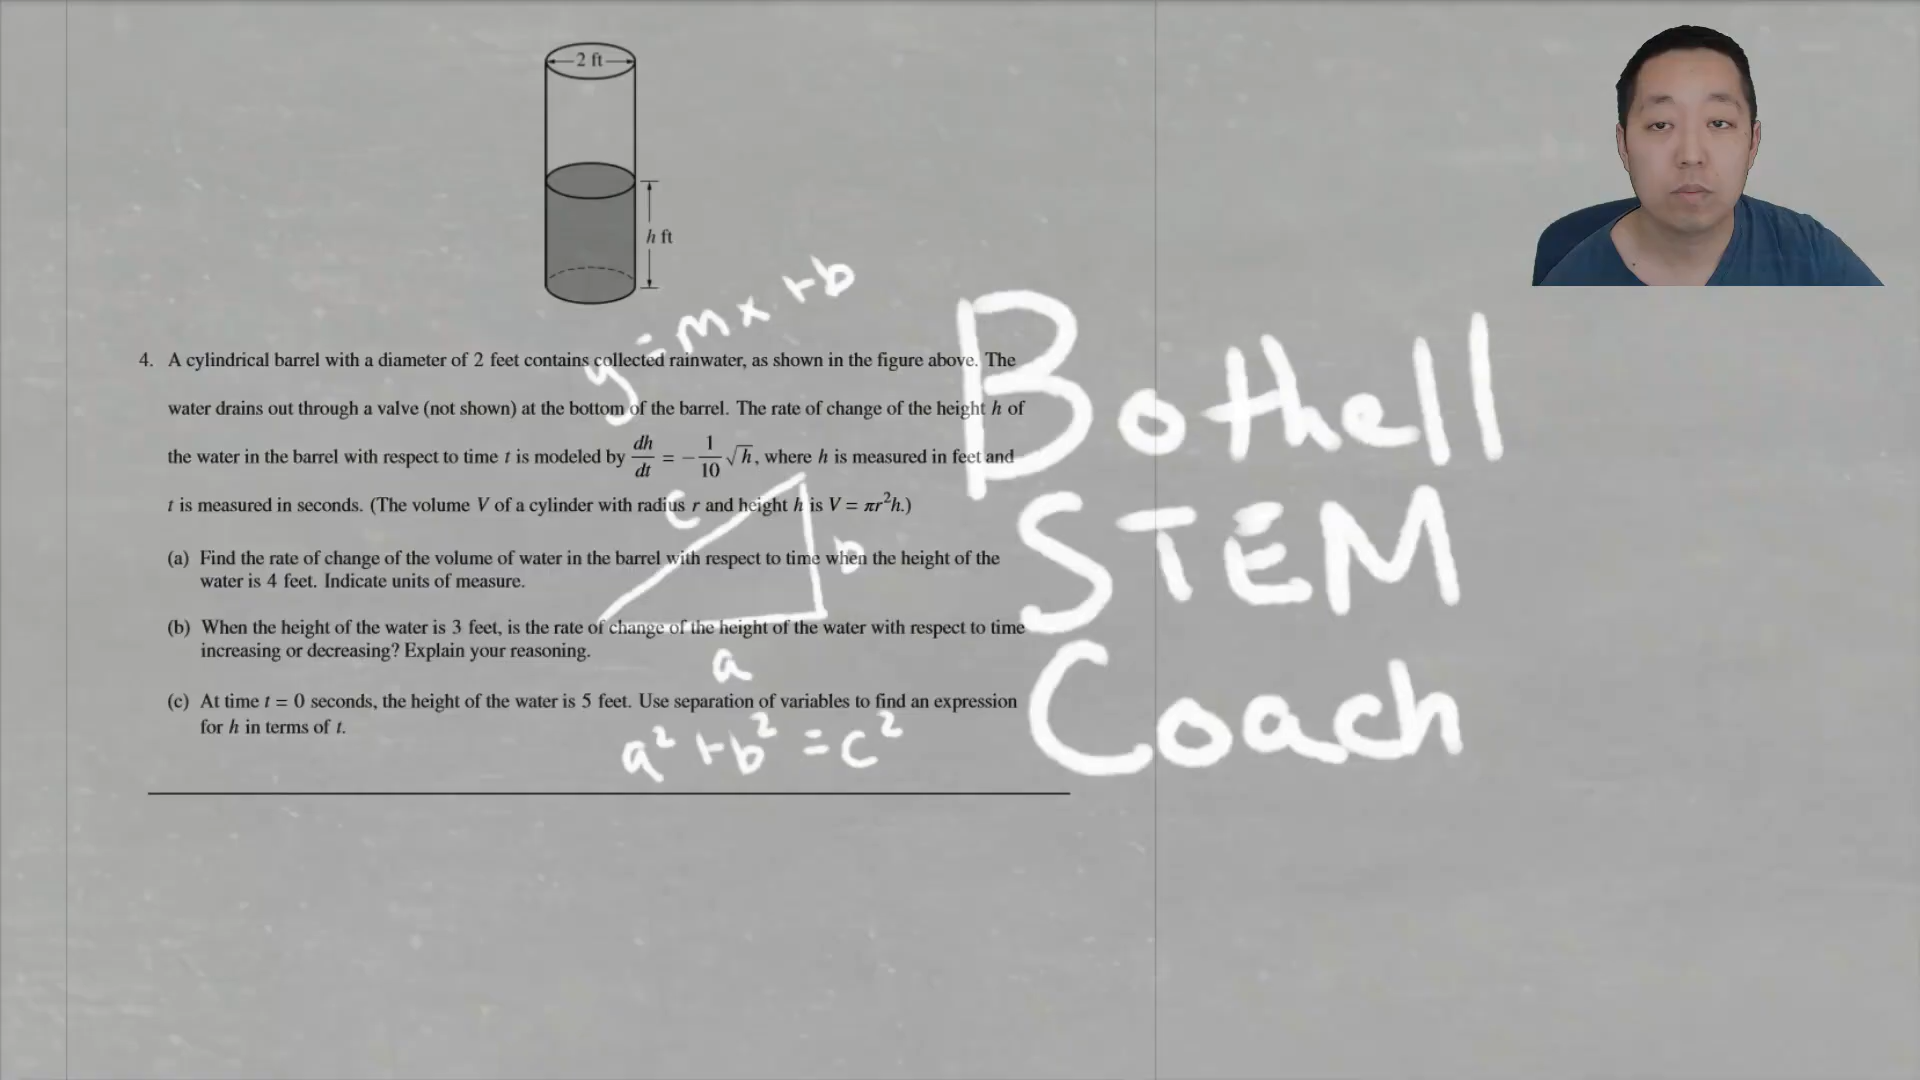 2 ft
h ft
y = mx + b
4. A cylindrical barrel with a diameter of 2 feet contains collected rainwater, as shown in the figure above. The
water drains out through a valve (not shown) at the bottom of the barrel. The rate of change of the height h of
the water in the barrel with respect to time t is modeled by dh/dt = −1/10 √h, where h is measured in feet and
t is measured in seconds. (The volume V of a cylinder with radius r and height h is V = πr²h.)
(a) Find the rate of change of the volume of water in the barrel with respect to time when the height of the
water is 4 feet. Indicate units of measure.
(b) When the height of the water is 3 feet, is the rate of change of the height of the water with respect to time
increasing or decreasing? Explain your reasoning.
(c) At time t = 0 seconds, the height of the water is 5 feet. Use separation of variables to find an expression
for h in terms of t.
c
b
a
a² + b² = c²
Bothell
STEM
Coach